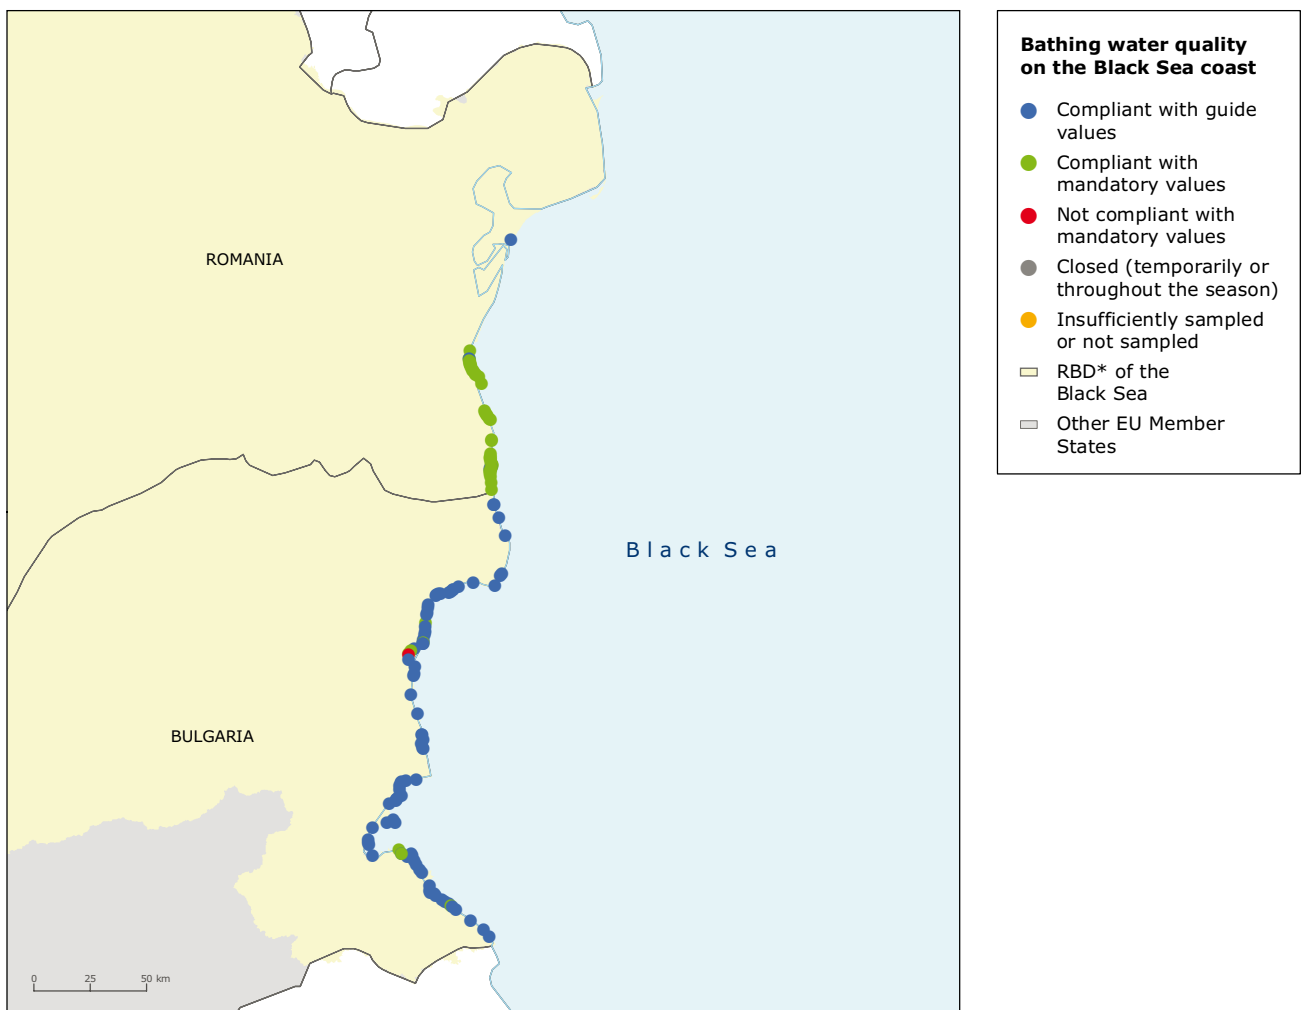 ROMANIA
BULGARIA
Black Sea
0 25 50 km
Bathing water quality
on the Black Sea coast
Compliant with guide
values
Compliant with
mandatory values
Not compliant with
mandatory values
Closed (temporarily or
throughout the season)
Insufficiently sampled
or not sampled
RBD* of the
Black Sea
Other EU Member
States